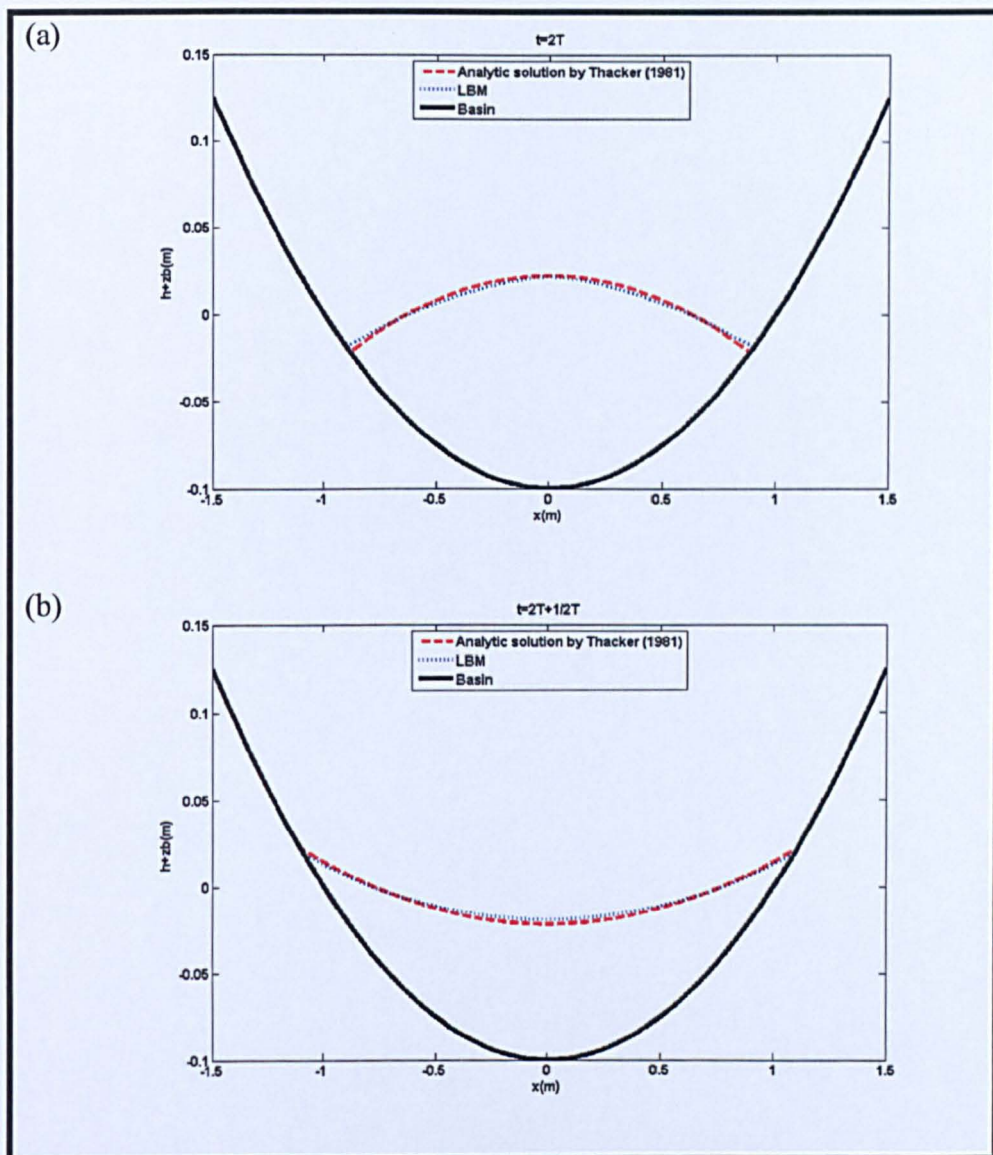 (a)
t=2T
Analytic solution by Thacker (1981)
LBM
Basin
0.15
0.1
0.05
0
-0.05
-0.1
h+zb(m)
-1.5 -1 -0.5 0 0.5 1 1.5
x(m)
(b)
t=2T+1/2T
Analytic solution by Thacker (1981)
LBM
Basin
0.15
0.1
0.05
0
-0.05
-0.1
h+zb(m)
-1.5 -1 -0.5 0 0.5 1 1.5
x(m)